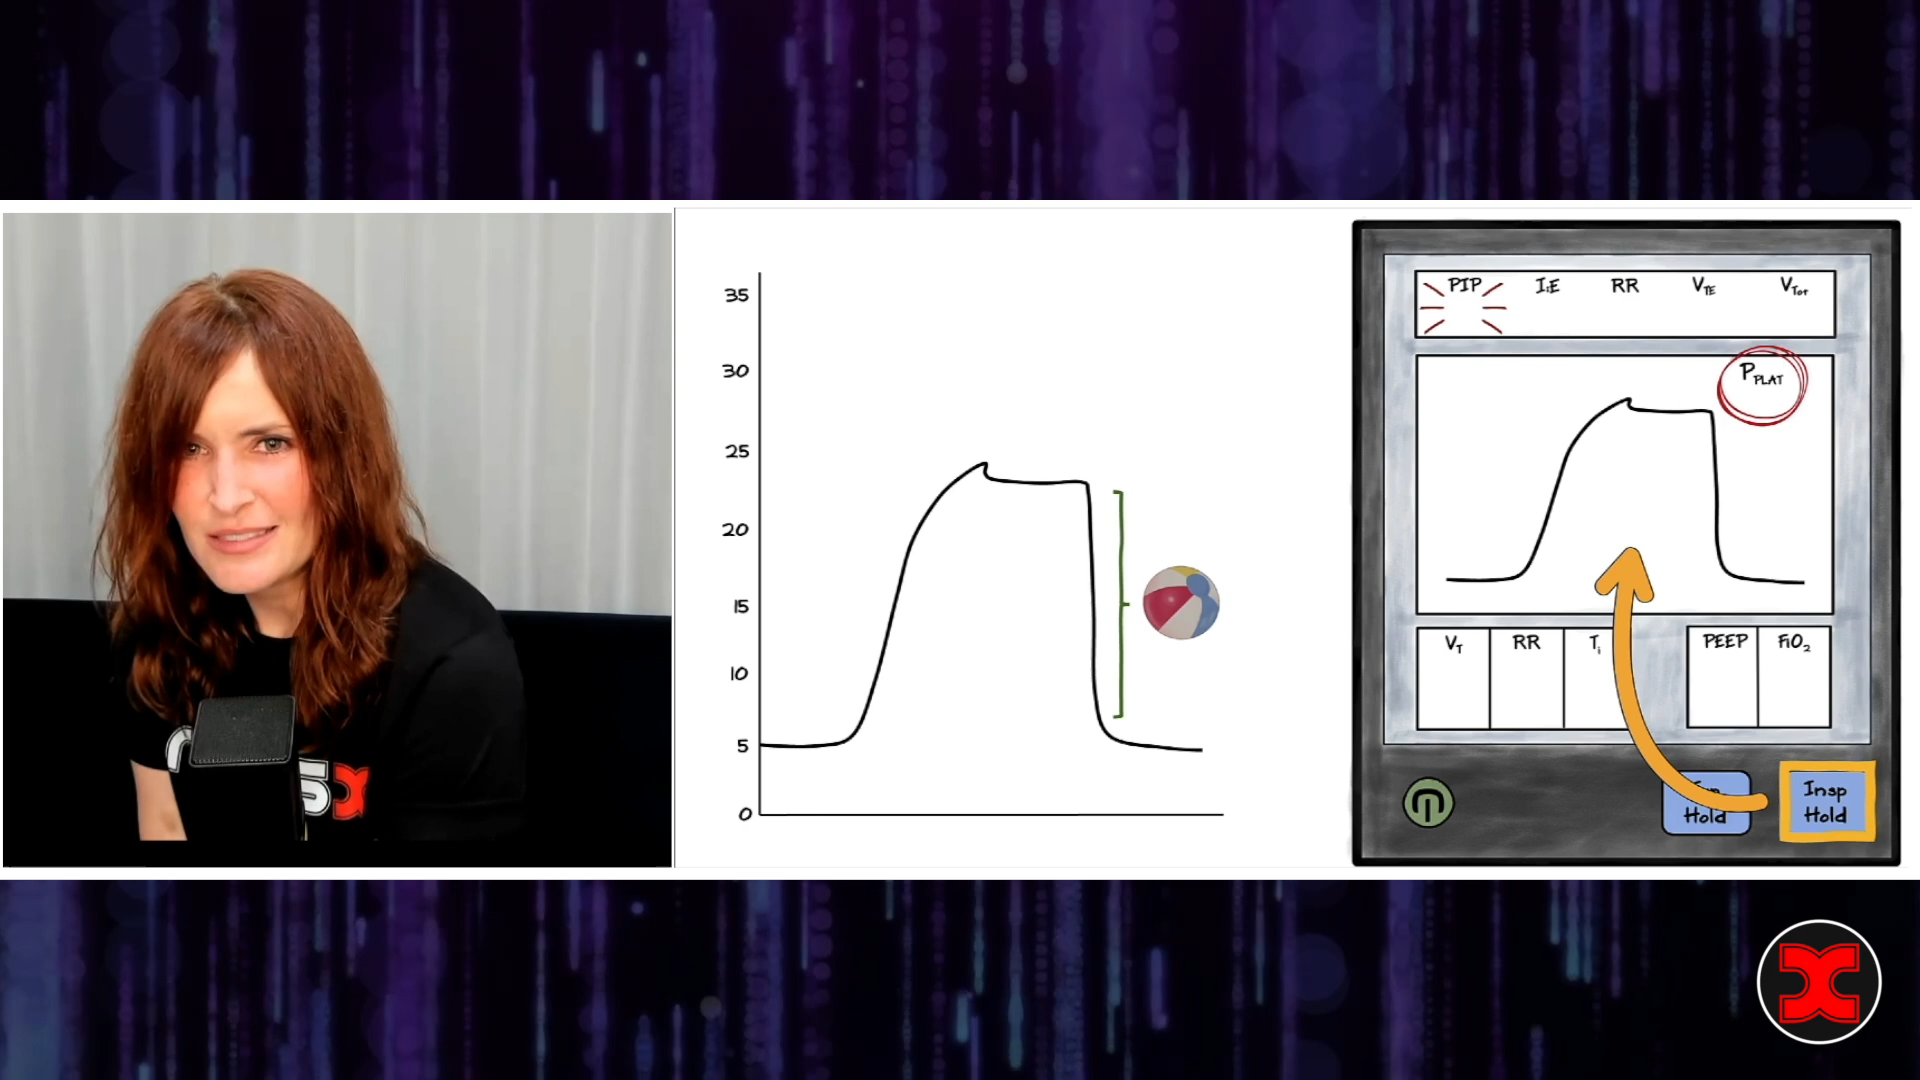 35
30
25
20
15
10
5
0
PIP I:E RR VTE VTot
PPLAT
VT RR Ti PEEP FiO2
Hold
Insp
Hold